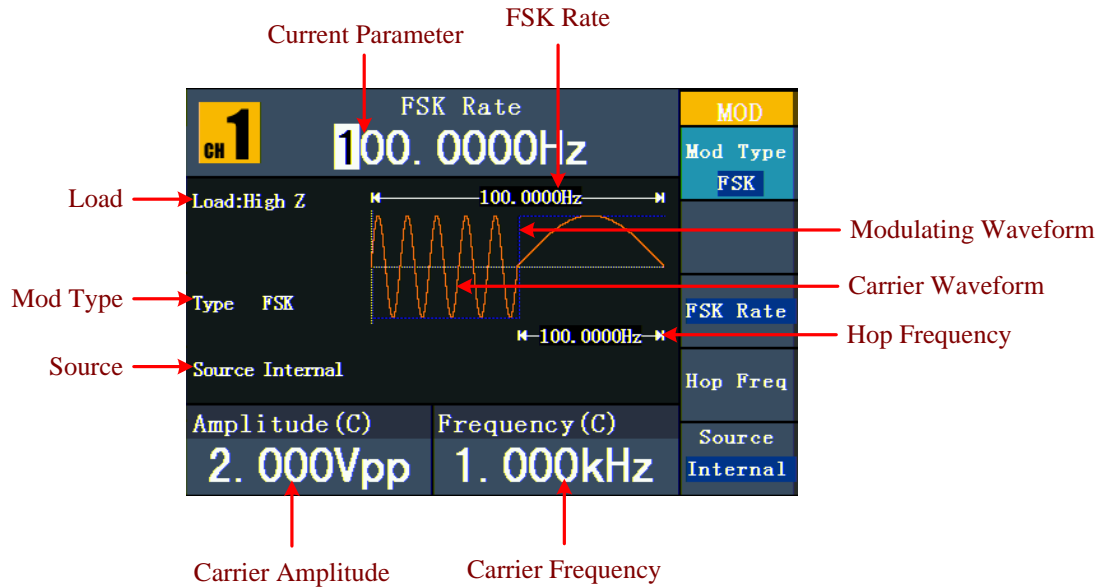 FSK Rate
Current Parameter
CH 1
FSK Rate
100.0000Hz
MOD
Mod Type
FSK
Load
Load:High Z
100.0000Hz
Modulating Waveform
Carrier Waveform
Mod Type
Type FSK
FSK Rate
100.0000Hz
Hop Frequency
Source
Source Internal
Hop Freq
Amplitude(C)
Frequency(C)
Source
Internal
2.000Vpp
1.000kHz
Carrier Amplitude
Carrier Frequency